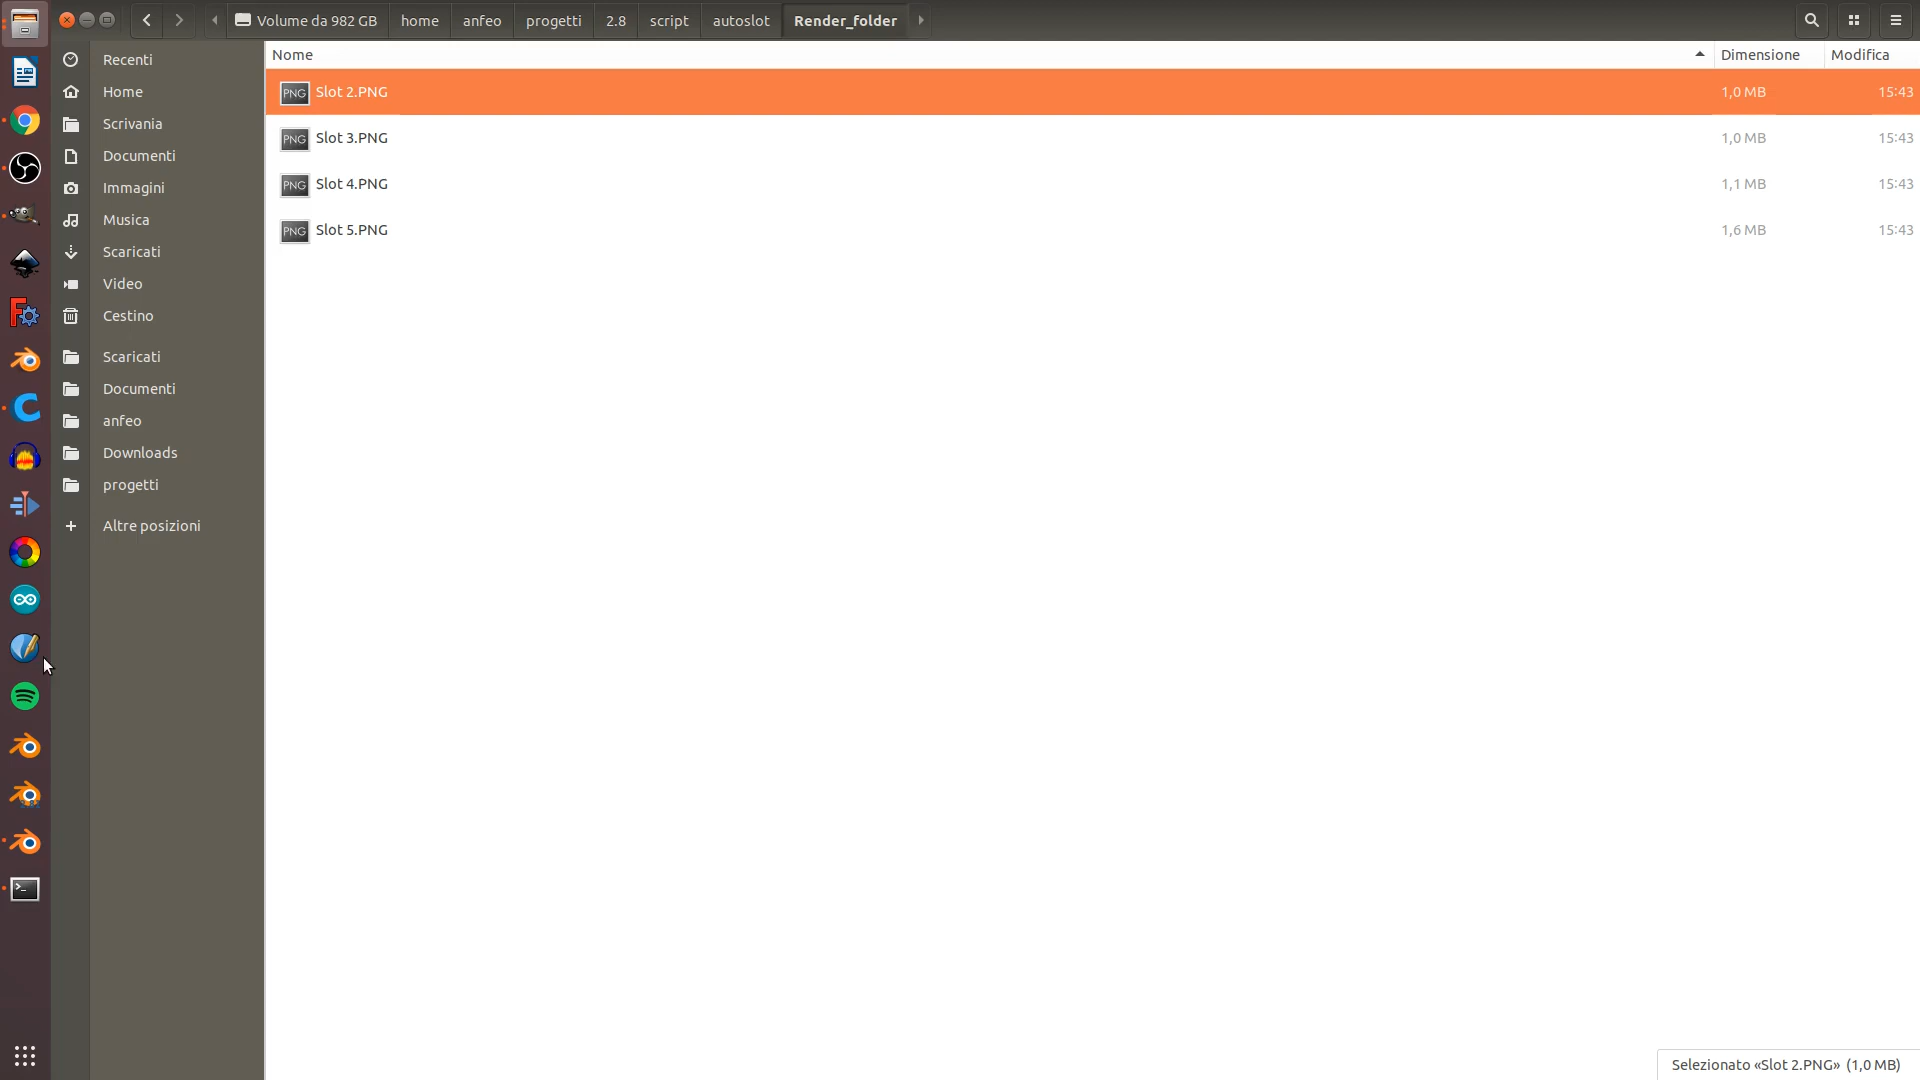 Volume da 982 GB home anfeo progetti 2.8 script autoslot Render_folder
Nome Dimensione Modifica
Slot 2.PNG 1,0 MB 15:43
Slot 3.PNG 1,0 MB 15:43
Slot 4.PNG 1,1 MB 15:43
Slot 5.PNG 1,6 MB 15:43
PNG
PNG
PNG
PNG
Recenti
Home
Scrivania
Documenti
Immagini
Musica
Scaricati
Video
Cestino
Scaricati
Documenti
anfeo
Downloads
progetti
Altre posizioni
Selezionato «Slot 2.PNG» (1,0 MB)